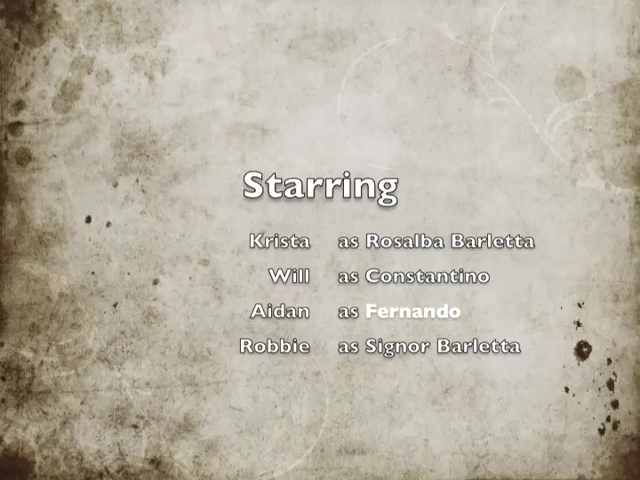 Starring
Krista as Rosalba Barletta
Will as Constantino
Aidan as Fernando
Robbie as Signor Barletta